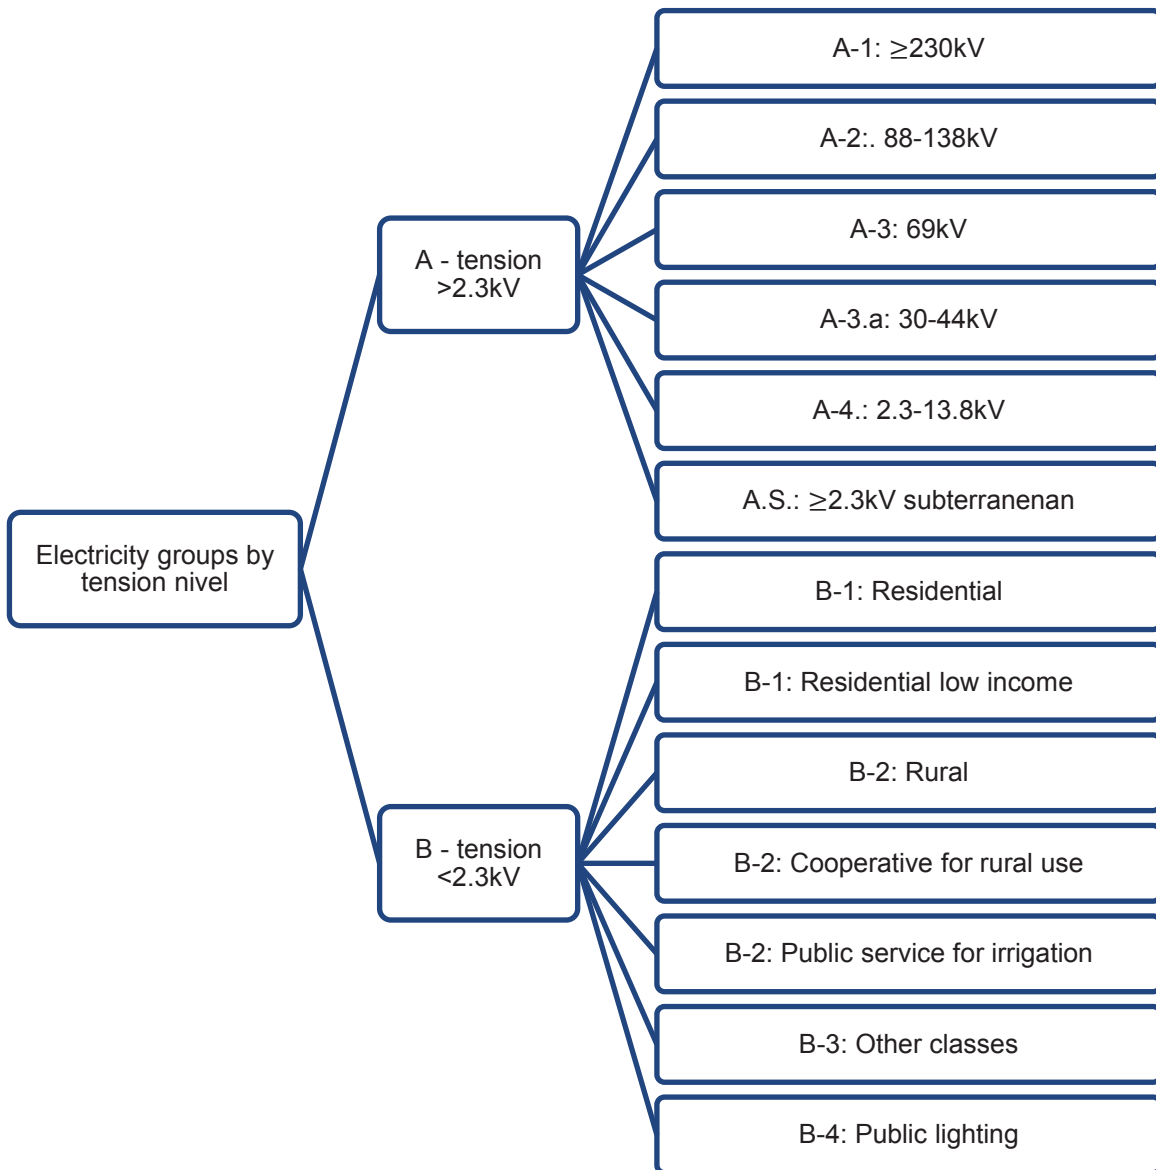 Electricity groups by
tension nivel
A - tension
>2.3kV
A-1: ≥230kV
A-2:. 88-138kV
A-3: 69kV
A-3.a: 30-44kV
A-4.: 2.3-13.8kV
A.S.: ≥2.3kV subterranenan
B - tension
<2.3kV
B-1: Residential
B-1: Residential low income
B-2: Rural
B-2: Cooperative for rural use
B-2: Public service for irrigation
B-3: Other classes
B-4: Public lighting